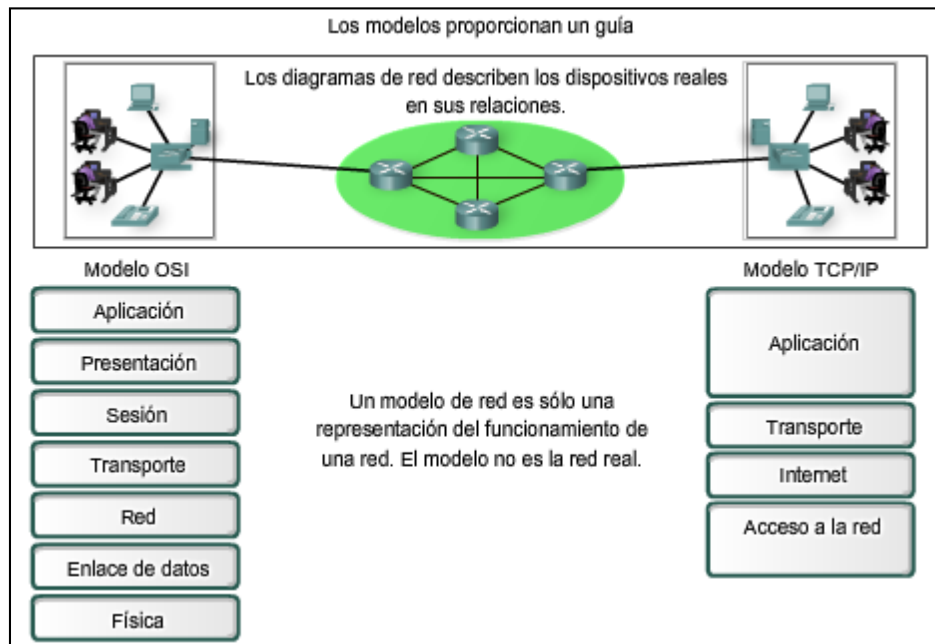 Los modelos proporcionan un guía
Los diagramas de red describen los dispositivos reales
en sus relaciones.
Modelo OSI
Aplicación
Presentación
Sesión
Transporte
Red
Enlace de datos
Física
Un modelo de red es sólo una
representación del funcionamiento de
una red. El modelo no es la red real.
Modelo TCP/IP
Aplicación
Transporte
Internet
Acceso a la red